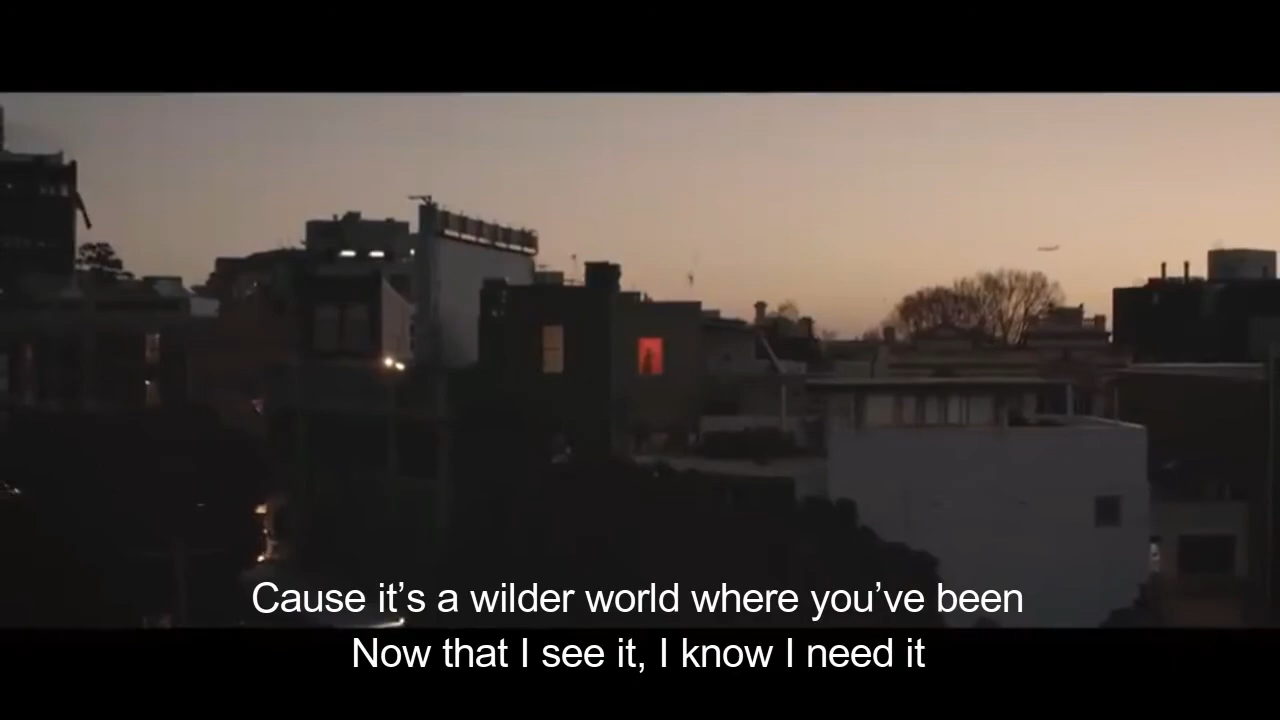 Cause it’s a wilder world where you’ve been
Now that I see it, I know I need it